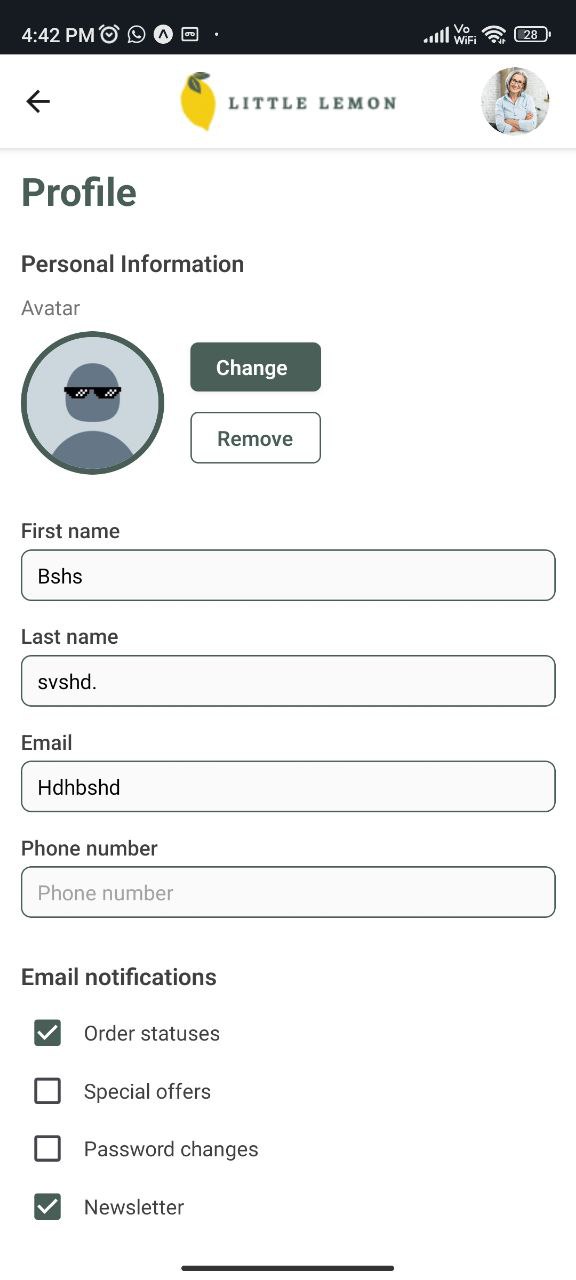 4:42 PM
Vo
WiFi
28
LITTLE LEMON
Profile
Personal Information
Avatar
Change
Remove
First name
Bshs
Last name
svshd.
Email
Hdhbshd
Phone number
Phone number
Email notifications
Order statuses
Special offers
Password changes
Newsletter